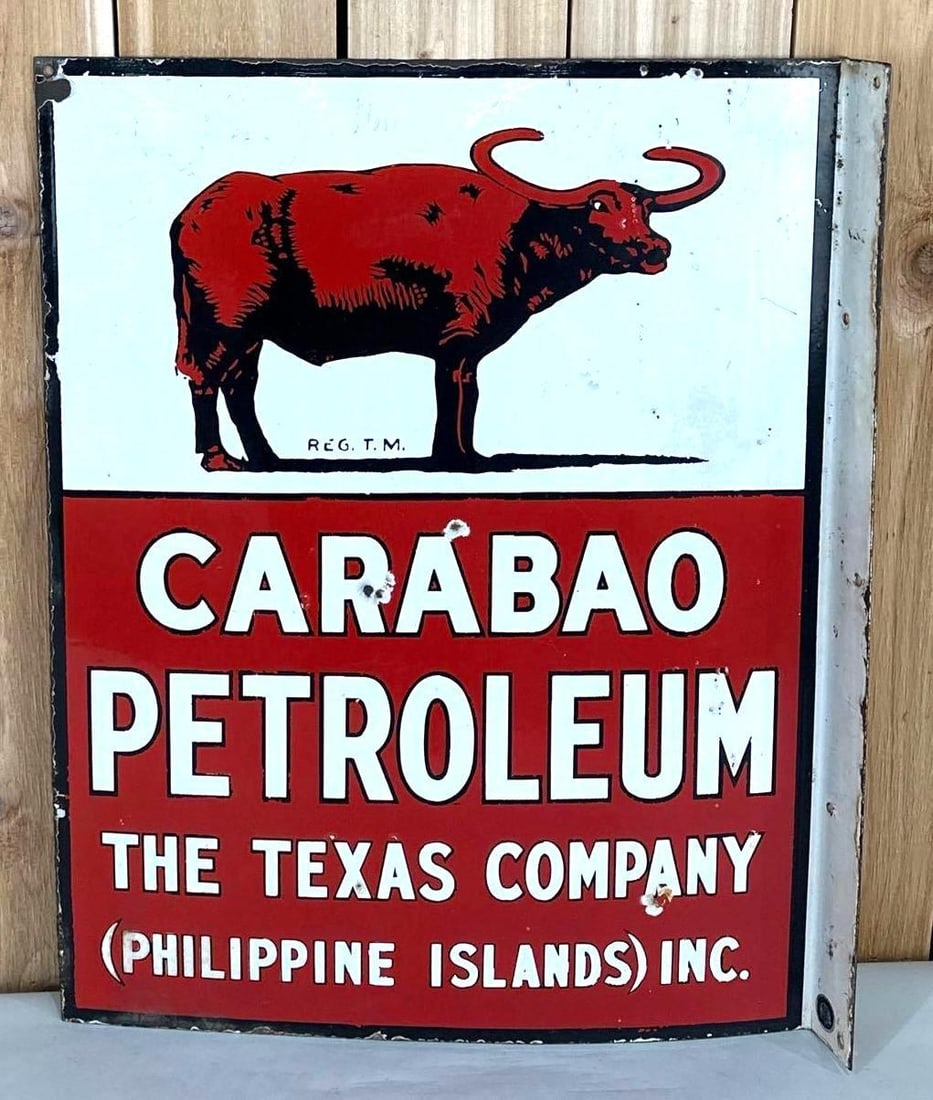 REG. T. M.
CARABAO
PETROLEUM
THE TEXAS COMPANY
(PHILIPPINE ISLANDS) INC.